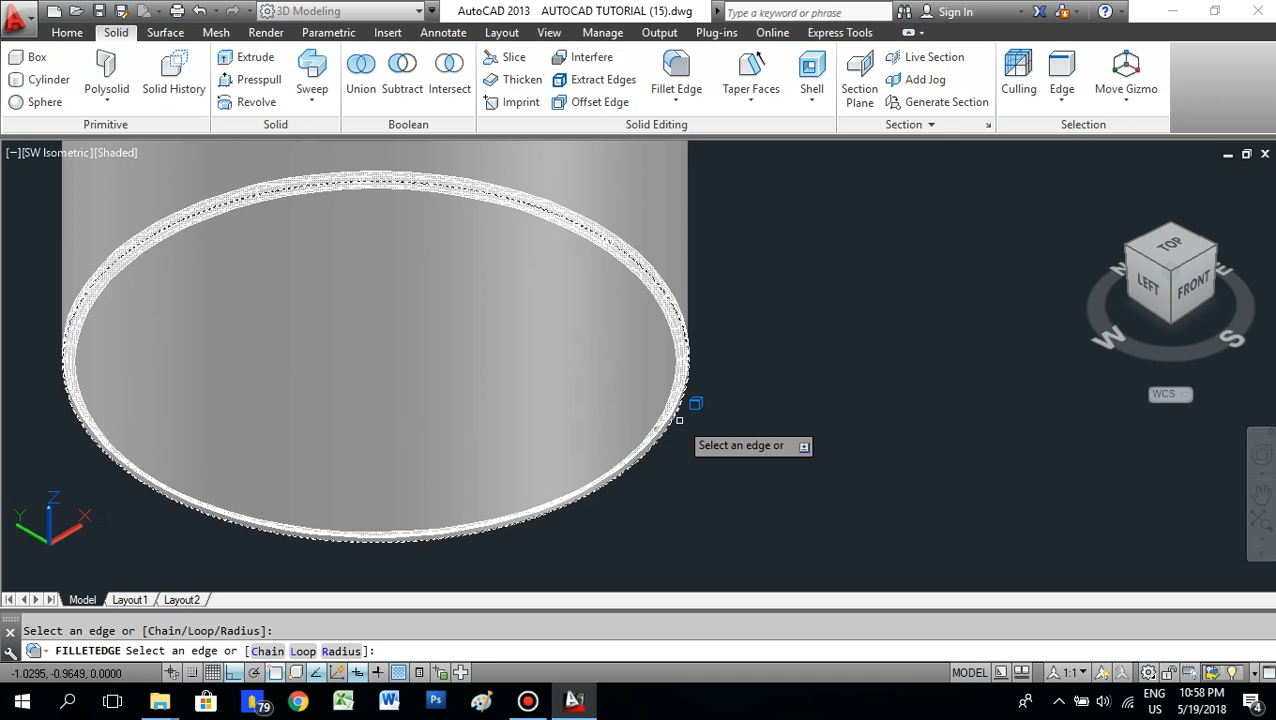 3D Modeling
AutoCAD 2013 AUTOCAD TUTORIAL (15).dwg
Type a keyword or phrase
Sign In
Home Solid Surface Mesh Render Parametric Insert Annotate Layout View Manage Output Plug-ins Online Express Tools
Box
Cylinder
Sphere
Polysolid
Solid History
Primitive
Extrude
Presspull
Revolve
Sweep
Solid
Union
Subtract
Intersect
Boolean
Slice
Thicken
Imprint
Interfere
Extract Edges
Offset Edge
Fillet Edge
Taper Faces
Shell
Solid Editing
Section
Plane
Live Section
Add Jog
Generate Section
Section
Culling
Edge
Move Gizmo
Selection
[−][SW Isometric][Shaded]
TOP
LEFT
FRONT
N
E
W
S
WCS
Select an edge or
Z
Y
X
Model Layout1 Layout2
Select an edge or [Chain/Loop/Radius]:
FILLETEDGE Select an edge or [Chain Loop Radius]:
-1.0295, -0.9649, 0.0000
MODEL
1:1
79
ENG
US
10:58 PM
5/19/2018
4